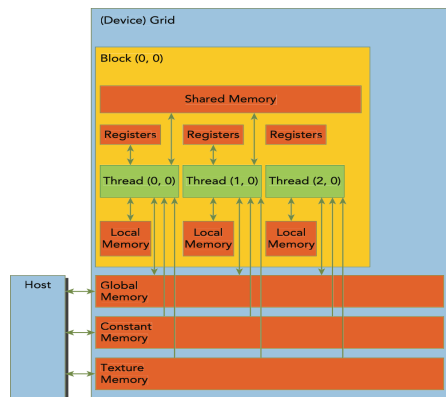 (Device) Grid
Block (0, 0)
Shared Memory
Registers
Registers
Registers
Thread (0, 0)
Thread (1, 0)
Thread (2, 0)
Local
Memory
Local
Memory
Local
Memory
Host
Global
Memory
Constant
Memory
Texture
Memory